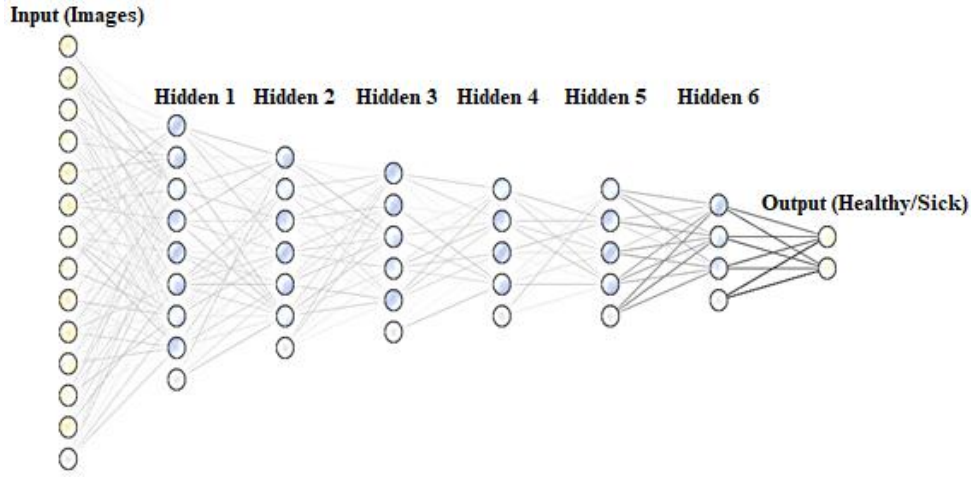 Input (Images)
Hidden 1 Hidden 2 Hidden 3 Hidden 4 Hidden 5 Hidden 6
Output (Healthy/Sick)